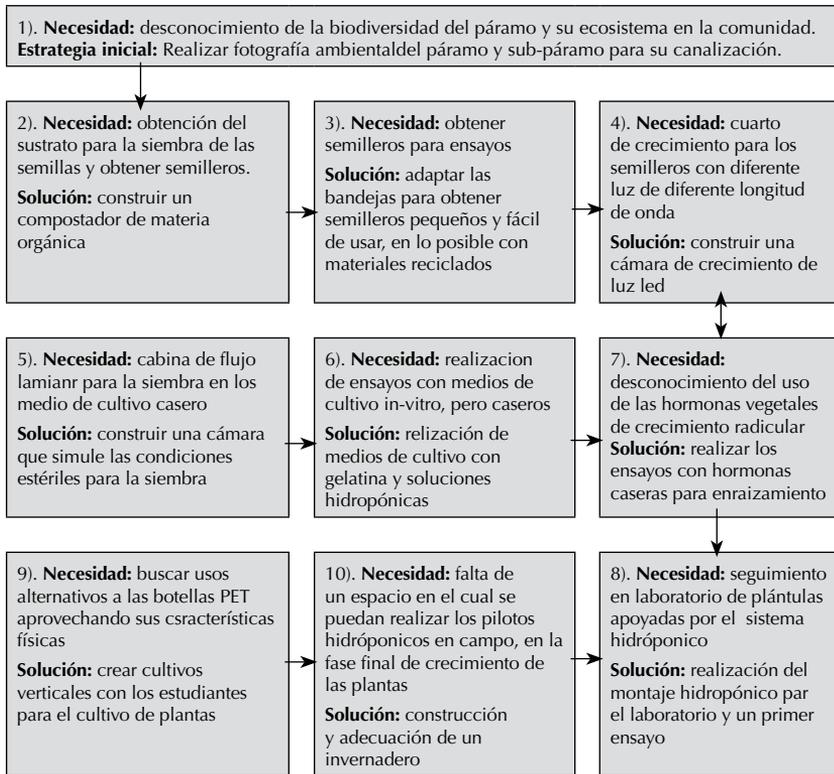 1). Necesidad: desconocimiento de la biodiversidad del páramo y su ecosistema en la comunidad.
Estrategia inicial: Realizar fotografía ambientaldel páramo y sub-páramo para su canalización.
2). Necesidad: obtención del
sustrato para la siembra de las
semillas y obtener semilleros.
Solución: construir un
compostador de materia
orgánica
3). Necesidad: obtener
semilleros para ensayos
Solución: adaptar las
bandejas para obtener
semilleros pequeños y fácil
de usar, en lo posible con
materiales reciclados
4). Necesidad: cuarto
de crecimiento para los
semilleros con diferente
luz de diferente longitud
de onda
Solución: construir una
cámara de crecimiento de
luz led
5). Necesidad: cabina de flujo
lamianr para la siembra en los
medio de cultivo casero
Solución: construir una cámara
que simule las condiciones
estériles para la siembra
6). Necesidad: realizacion
de ensayos con medios de
cultivo in-vitro, pero caseros
Solución: relización de
medios de cultivo con
gelatina y soluciones
hidropónicas
7). Necesidad:
desconocimiento del uso
de las hormonas vegetales
de crecimiento radicular
Solución: realizar los
ensayos con hormonas
caseras para enraizamiento
9). Necesidad: buscar usos
alternativos a las botellas PET
aprovechando sus csracterísticas
físicas
Solución: crear cultivos
verticales con los estudiantes
para el cultivo de plantas
10). Necesidad: falta de
un espacio en el cual se
puedan realizar los pilotos
hidróponicos en campo, en la
fase final de crecimiento de
las plantas
Solución: construcción
y adecuación de un
invernadero
8). Necesidad: seguimiento
en laboratorio de plántulas
apoyadas por el sistema
hidróponico
Solución: realización del
montaje hidropónico par
el laboratorio y un primer
ensayo